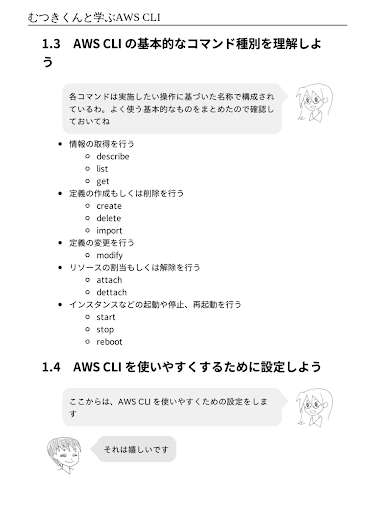 むつきくんと学ぶAWS CLI
1.3　AWS CLI の基本的なコマンド種別を理解しよ
う
各コマンドは実施したい操作に基づいた名称で構成され
ているわ。よく使う基本的なものをまとめたので確認し
ておいてね
• 情報の取得を行う
◦ describe
◦ list
◦ get
• 定義の作成もしくは削除を行う
◦ create
◦ delete
◦ import
• 定義の変更を行う
◦ modify
• リソースの割当もしくは解除を行う
◦ attach
◦ dettach
• インスタンスなどの起動や停止、再起動を行う
◦ start
◦ stop
◦ reboot
1.4　AWS CLI を使いやすくするために設定しよう
ここからは、AWS CLI を使いやすくための設定をしま
す
それは嬉しいです